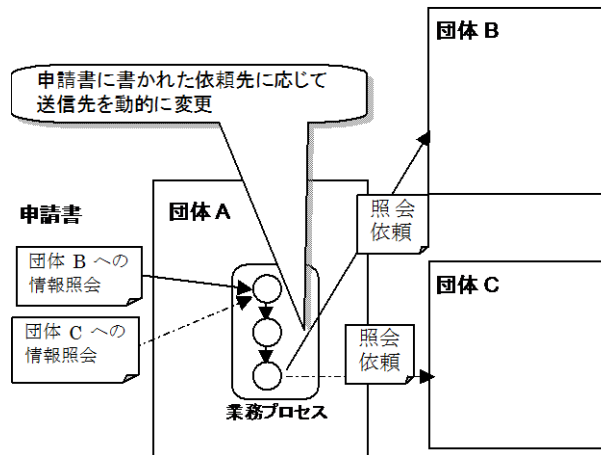 団体 B
申請書に書かれた依頼先に応じて
送信先を動的に変更
申請書
団体 A
照 会
依頼
団体 B への
情報照会
団体 C
団体 C への
情報照会
照会
依頼
業務プロセス